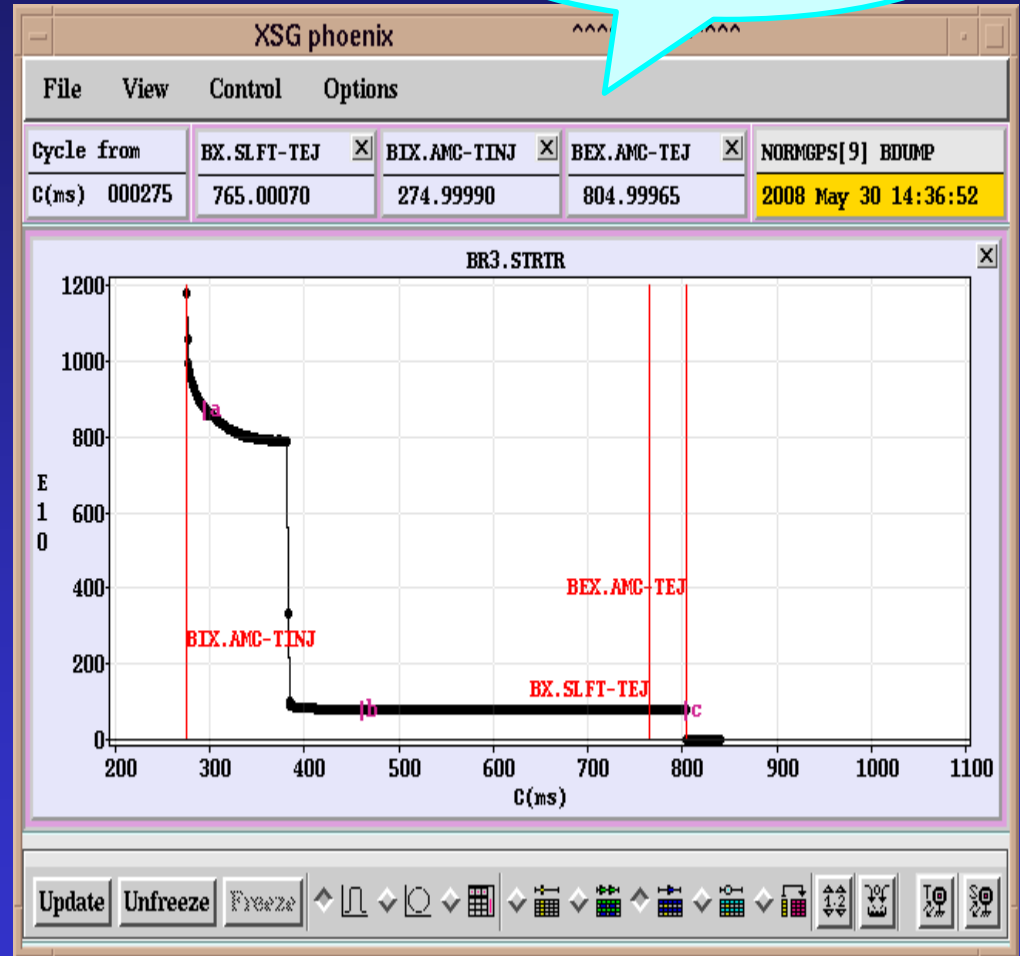 XSG phoenix
File View Control Options
Cycle from
C(ms) 000275
BX.SLFT-TEJ X
765.00070
BIX.AMC-TINJ X
274.99990
BEX.AMC-TEJ X
804.99965
NORMGPS[9] BDUMP
2008 May 30 14:36:52
BR3.STRTR X
1200
1000
800
600
400
200
0
E10
a
BEX.AMC-TEJ
BIX.AMC-TINJ
BX.SLFT-TEJ
b
c
200 300 400 500 600 700 800 900 1000 1100
C(ms)
Update Unfreeze Freeze
1.2